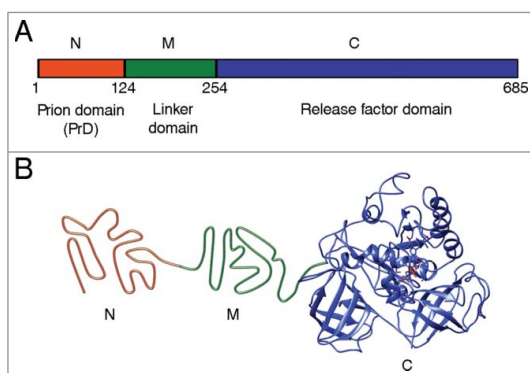 A
N M C
1 124 254 685
Prion domain Linker Release factor domain
(PrD) domain
B
N M
C